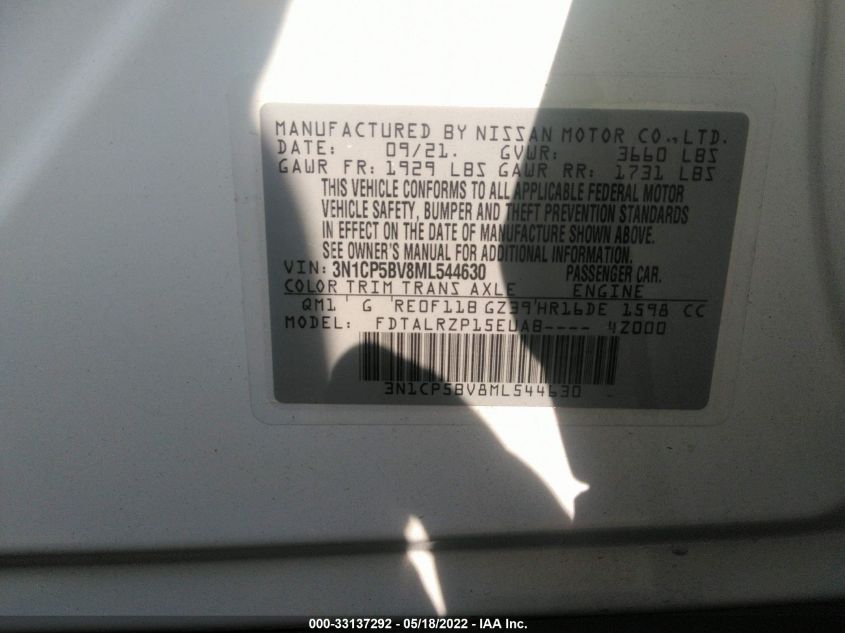 MANUFACTURED BY NISSAN MOTOR CO., LTD.
DATE: 09/21. GVWR: 3660 LBS
GAWR FR: 1929 LBS GAWR RR: 1731 LBS
THIS VEHICLE CONFORMS TO ALL APPLICABLE FEDERAL MOTOR
VEHICLE SAFETY, BUMPER AND THEFT PREVENTION STANDARDS
IN EFFECT ON THE DATE OF MANUFACTURE SHOWN ABOVE.
SEE OWNER'S MANUAL FOR ADDITIONAL INFORMATION.
VIN: 3N1CP5BV8ML544630 PASSENGER CAR.
COLOR TRIM TRANS AXLE ENGINE
QM1 G RE0F11B GZ39 HR16DE 1598 CC
MODEL: FDTALRZP15EUAB---- 4Z000
3N1CP5BV8ML544630
000-33137292 - 05/18/2022 - IAA Inc.